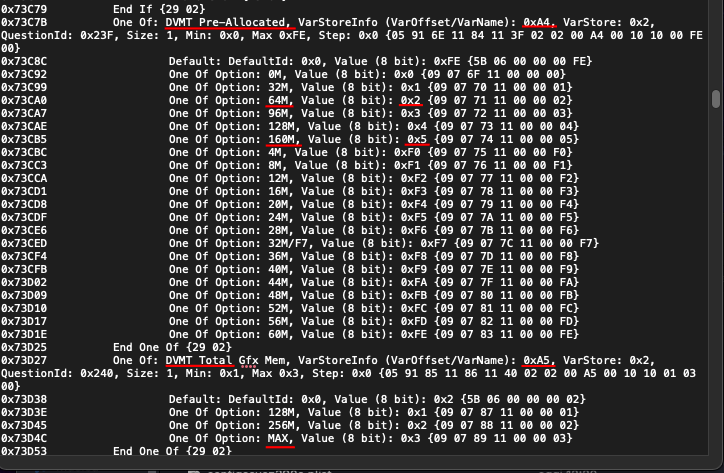 0x73C79 End If {29 02}
0x73C7B One Of: DVMT Pre-Allocated, VarStoreInfo (VarOffset/VarName): 0xA4, VarStore: 0x2,
QuestionId: 0x23F, Size: 1, Min: 0x0, Max 0xFE, Step: 0x0 {05 91 6E 11 84 11 3F 02 02 00 A4 00 10 10 00 FE
00}
0x73C8C Default: DefaultId: 0x0, Value (8 bit): 0xFE {5B 06 00 00 00 FE}
0x73C92 One Of Option: 0M, Value (8 bit): 0x0 {09 07 6F 11 00 00 00}
0x73C99 One Of Option: 32M, Value (8 bit): 0x1 {09 07 70 11 00 00 01}
0x73CA0 One Of Option: 64M, Value (8 bit): 0x2 {09 07 71 11 00 00 02}
0x73CA7 One Of Option: 96M, Value (8 bit): 0x3 {09 07 72 11 00 00 03}
0x73CAE One Of Option: 128M, Value (8 bit): 0x4 {09 07 73 11 00 00 04}
0x73CB5 One Of Option: 160M, Value (8 bit): 0x5 {09 07 74 11 00 00 05}
0x73CBC One Of Option: 4M, Value (8 bit): 0xF0 {09 07 75 11 00 00 F0}
0x73CC3 One Of Option: 8M, Value (8 bit): 0xF1 {09 07 76 11 00 00 F1}
0x73CCA One Of Option: 12M, Value (8 bit): 0xF2 {09 07 77 11 00 00 F2}
0x73CD1 One Of Option: 16M, Value (8 bit): 0xF3 {09 07 78 11 00 00 F3}
0x73CD8 One Of Option: 20M, Value (8 bit): 0xF4 {09 07 79 11 00 00 F4}
0x73CDF One Of Option: 24M, Value (8 bit): 0xF5 {09 07 7A 11 00 00 F5}
0x73CE6 One Of Option: 28M, Value (8 bit): 0xF6 {09 07 7B 11 00 00 F6}
0x73CED One Of Option: 32M/F7, Value (8 bit): 0xF7 {09 07 7C 11 00 00 F7}
0x73CF4 One Of Option: 36M, Value (8 bit): 0xF8 {09 07 7D 11 00 00 F8}
0x73CFB One Of Option: 40M, Value (8 bit): 0xF9 {09 07 7E 11 00 00 F9}
0x73D02 One Of Option: 44M, Value (8 bit): 0xFA {09 07 7F 11 00 00 FA}
0x73D09 One Of Option: 48M, Value (8 bit): 0xFB {09 07 80 11 00 00 FB}
0x73D10 One Of Option: 52M, Value (8 bit): 0xFC {09 07 81 11 00 00 FC}
0x73D17 One Of Option: 56M, Value (8 bit): 0xFD {09 07 82 11 00 00 FD}
0x73D1E One Of Option: 60M, Value (8 bit): 0xFE {09 07 83 11 00 00 FE}
0x73D25 End One Of {29 02}
0x73D27 One Of: DVMT Total Gfx Mem, VarStoreInfo (VarOffset/VarName): 0xA5, VarStore: 0x2,
QuestionId: 0x240, Size: 1, Min: 0x1, Max 0x3, Step: 0x0 {05 91 85 11 86 11 40 02 02 00 A5 00 10 10 01 03
00}
0x73D38 Default: DefaultId: 0x0, Value (8 bit): 0x2 {5B 06 00 00 00 02}
0x73D3E One Of Option: 128M, Value (8 bit): 0x1 {09 07 87 11 00 00 01}
0x73D45 One Of Option: 256M, Value (8 bit): 0x2 {09 07 88 11 00 00 02}
0x73D4C One Of Option: MAX, Value (8 bit): 0x3 {09 07 89 11 00 00 03}
0x73D53 End One Of {29 02}